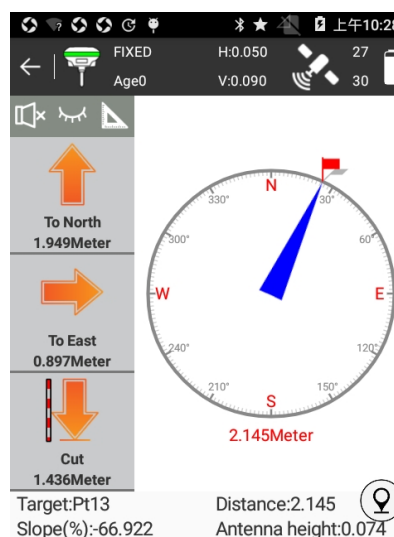 上午10:28
FIXED H:0.050 27
Age0 V:0.090 30
N
330° 30°
300° 60°
W E
240° 120°
210° 150°
S
2.145Meter
To North
1.949Meter
To East
0.897Meter
Cut
1.436Meter
Target:Pt13 Distance:2.145
Slope(%):-66.922 Antenna height:0.074